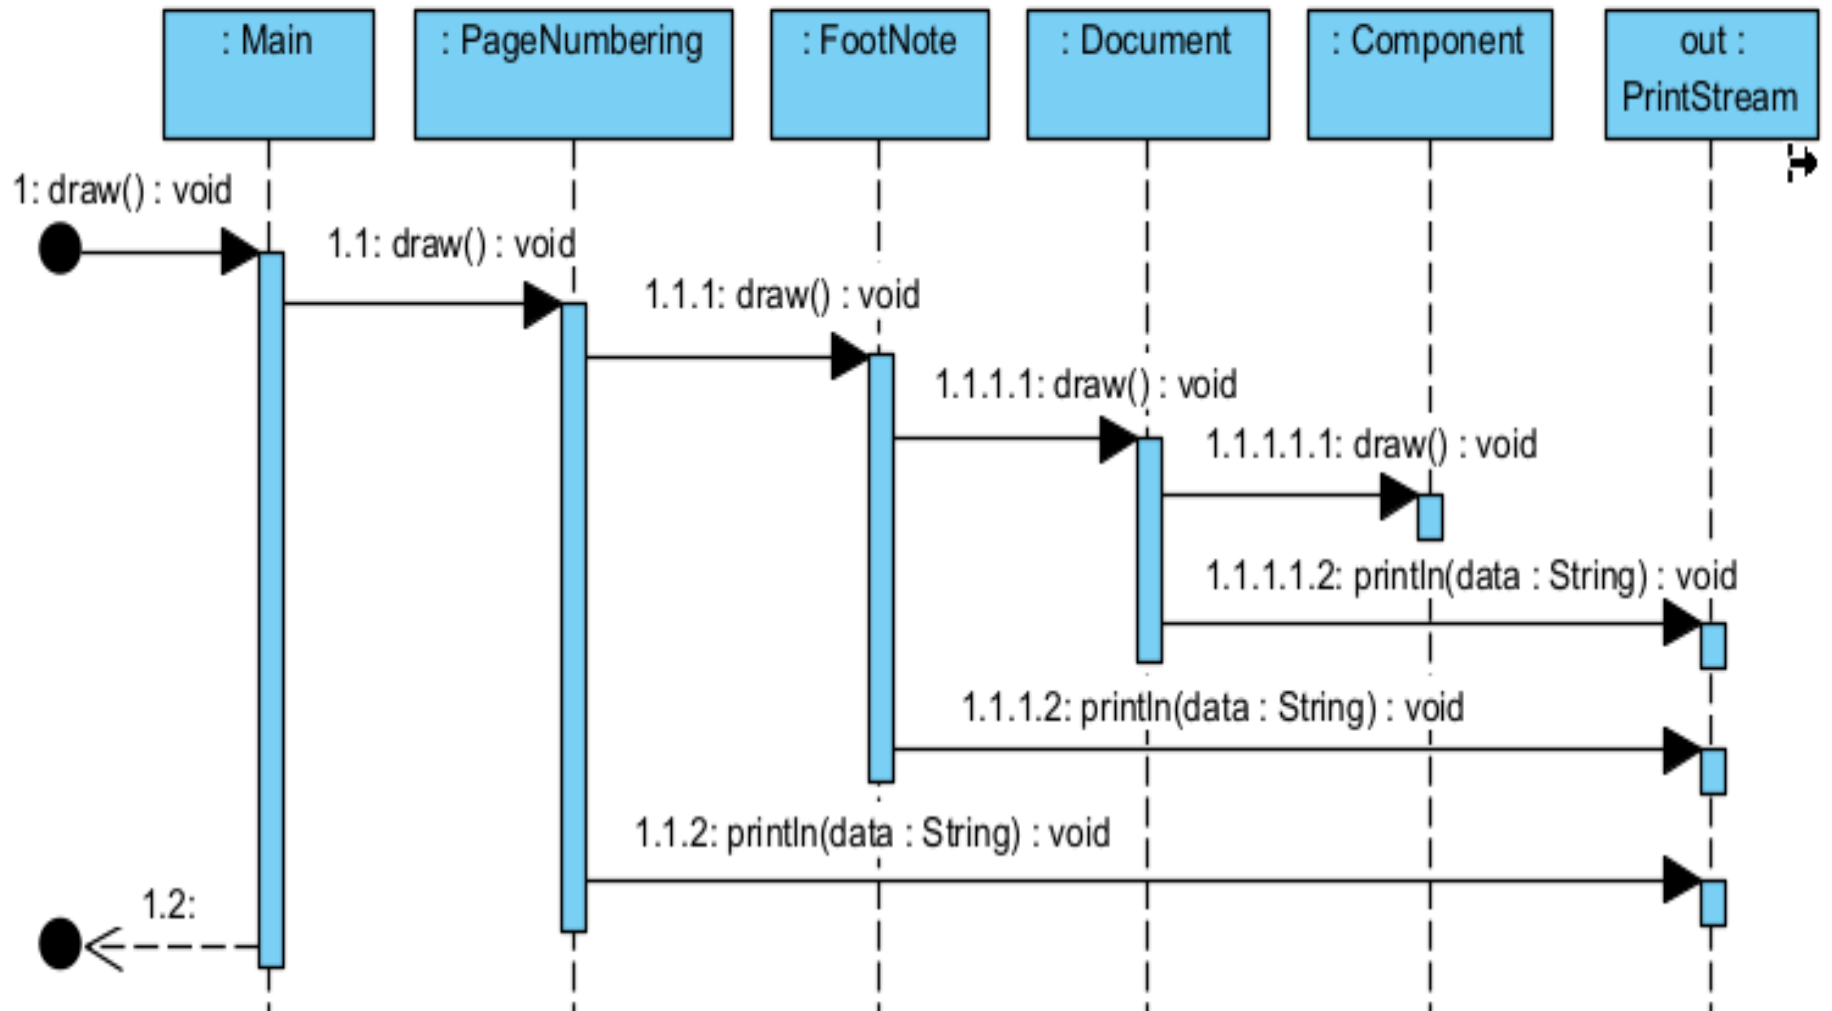 : Main
: PageNumbering
: FootNote
: Document
: Component
out :
PrintStream
1: draw() : void
1.1: draw() : void
1.1.1: draw() : void
1.1.1.1: draw() : void
1.1.1.1.1: draw() : void
1.1.1.1.2: println(data : String) : void
1.1.1.2: println(data : String) : void
1.1.2: println(data : String) : void
1.2: